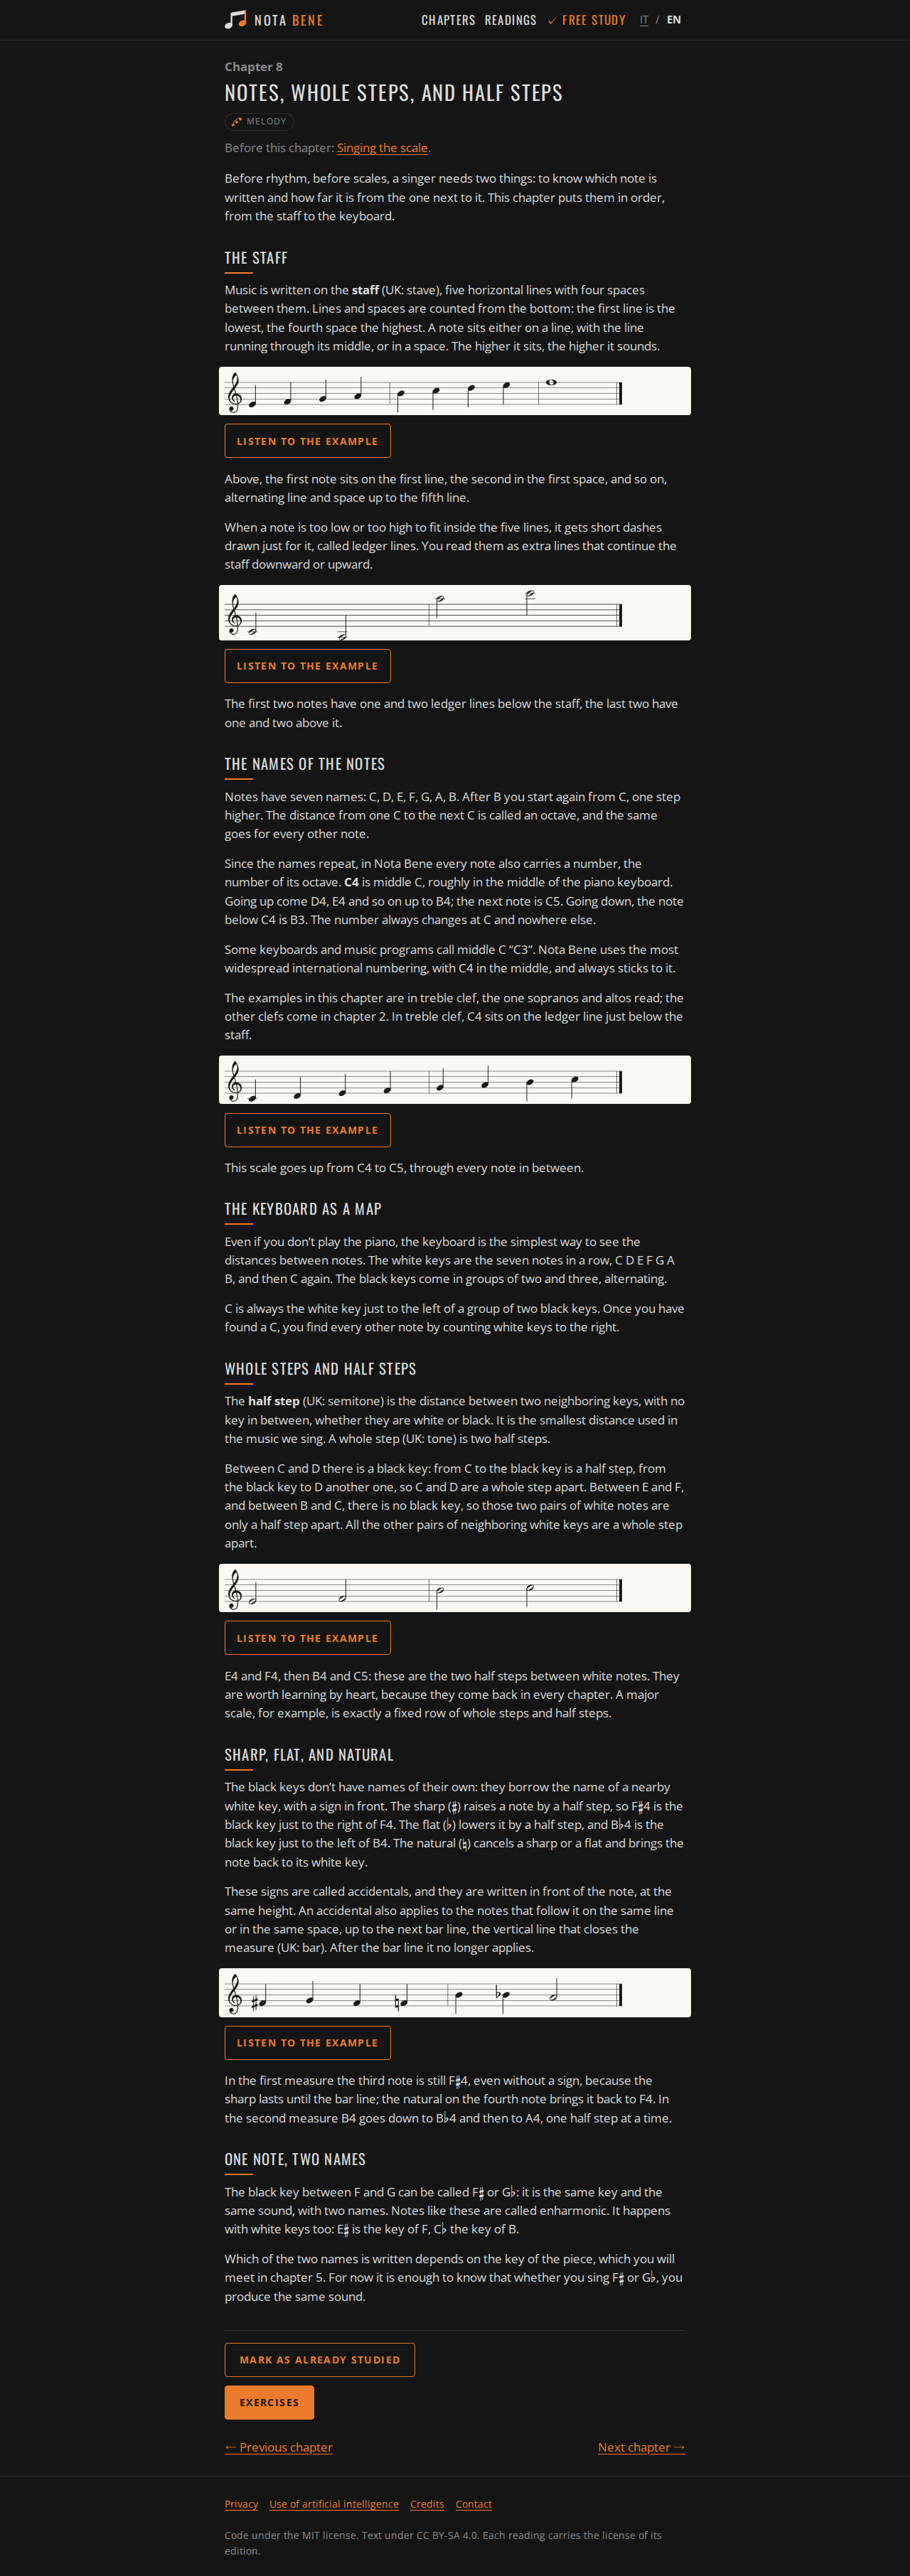 NOTA BENE
CHAPTERS READINGS ✓ FREE STUDY IT / EN
Chapter 8
NOTES, WHOLE STEPS, AND HALF STEPS
MELODY
Before this chapter: Singing the scale.
Before rhythm, before scales, a singer needs two things: to know which note is
written and how far it is from the one next to it. This chapter puts them in order,
from the staff to the keyboard.
THE STAFF
Music is written on the staff (UK: stave), five horizontal lines with four spaces
between them. Lines and spaces are counted from the bottom: the first line is the
lowest, the fourth space the highest. A note sits either on a line, with the line
running through its middle, or in a space. The higher it sits, the higher it sounds.
LISTEN TO THE EXAMPLE
Above, the first note sits on the first line, the second in the first space, and so on,
alternating line and space up to the fifth line.
When a note is too low or too high to fit inside the five lines, it gets short dashes
drawn just for it, called ledger lines. You read them as extra lines that continue the
staff downward or upward.
LISTEN TO THE EXAMPLE
The first two notes have one and two ledger lines below the staff, the last two have
one and two above it.
THE NAMES OF THE NOTES
Notes have seven names: C, D, E, F, G, A, B. After B you start again from C, one step
higher. The distance from one C to the next C is called an octave, and the same
goes for every other note.
Since the names repeat, in Nota Bene every note also carries a number, the
number of its octave. C4 is middle C, roughly in the middle of the piano keyboard.
Going up come D4, E4 and so on up to B4; the next note is C5. Going down, the note
below C4 is B3. The number always changes at C and nowhere else.
Some keyboards and music programs call middle C “C3”. Nota Bene uses the most
widespread international numbering, with C4 in the middle, and always sticks to it.
The examples in this chapter are in treble clef, the one sopranos and altos read; the
other clefs come in chapter 2. In treble clef, C4 sits on the ledger line just below the
staff.
LISTEN TO THE EXAMPLE
This scale goes up from C4 to C5, through every note in between.
THE KEYBOARD AS A MAP
Even if you don’t play the piano, the keyboard is the simplest way to see the
distances between notes. The white keys are the seven notes in a row, C D E F G A
B, and then C again. The black keys come in groups of two and three, alternating.
C is always the white key just to the left of a group of two black keys. Once you have
found a C, you find every other note by counting white keys to the right.
WHOLE STEPS AND HALF STEPS
The half step (UK: semitone) is the distance between two neighboring keys, with no
key in between, whether they are white or black. It is the smallest distance used in
the music we sing. A whole step (UK: tone) is two half steps.
Between C and D there is a black key: from C to the black key is a half step, from
the black key to D another one, so C and D are a whole step apart. Between E and F,
and between B and C, there is no black key, so those two pairs of white notes are
only a half step apart. All the other pairs of neighboring white keys are a whole step
apart.
LISTEN TO THE EXAMPLE
E4 and F4, then B4 and C5: these are the two half steps between white notes. They
are worth learning by heart, because they come back in every chapter. A major
scale, for example, is exactly a fixed row of whole steps and half steps.
SHARP, FLAT, AND NATURAL
The black keys don’t have names of their own: they borrow the name of a nearby
white key, with a sign in front. The sharp (♯) raises a note by a half step, so F♯4 is the
black key just to the right of F4. The flat (♭) lowers it by a half step, and B♭4 is the
black key just to the left of B4. The natural (♮) cancels a sharp or a flat and brings the
note back to its white key.
These signs are called accidentals, and they are written in front of the note, at the
same height. An accidental also applies to the notes that follow it on the same line
or in the same space, up to the next bar line, the vertical line that closes the
measure (UK: bar). After the bar line it no longer applies.
LISTEN TO THE EXAMPLE
In the first measure the third note is still F♯4, even without a sign, because the
sharp lasts until the bar line; the natural on the fourth note brings it back to F4. In
the second measure B4 goes down to B♭4 and then to A4, one half step at a time.
ONE NOTE, TWO NAMES
The black key between F and G can be called F♯ or G♭: it is the same key and the
same sound, with two names. Notes like these are called enharmonic. It happens
with white keys too: E♯ is the key of F, C♭ the key of B.
Which of the two names is written depends on the key of the piece, which you will
meet in chapter 5. For now it is enough to know that whether you sing F♯ or G♭, you
produce the same sound.
MARK AS ALREADY STUDIED
EXERCISES
← Previous chapter Next chapter →
Privacy Use of artificial intelligence Credits Contact
Code under the MIT license. Text under CC BY-SA 4.0. Each reading carries the license of its
edition.